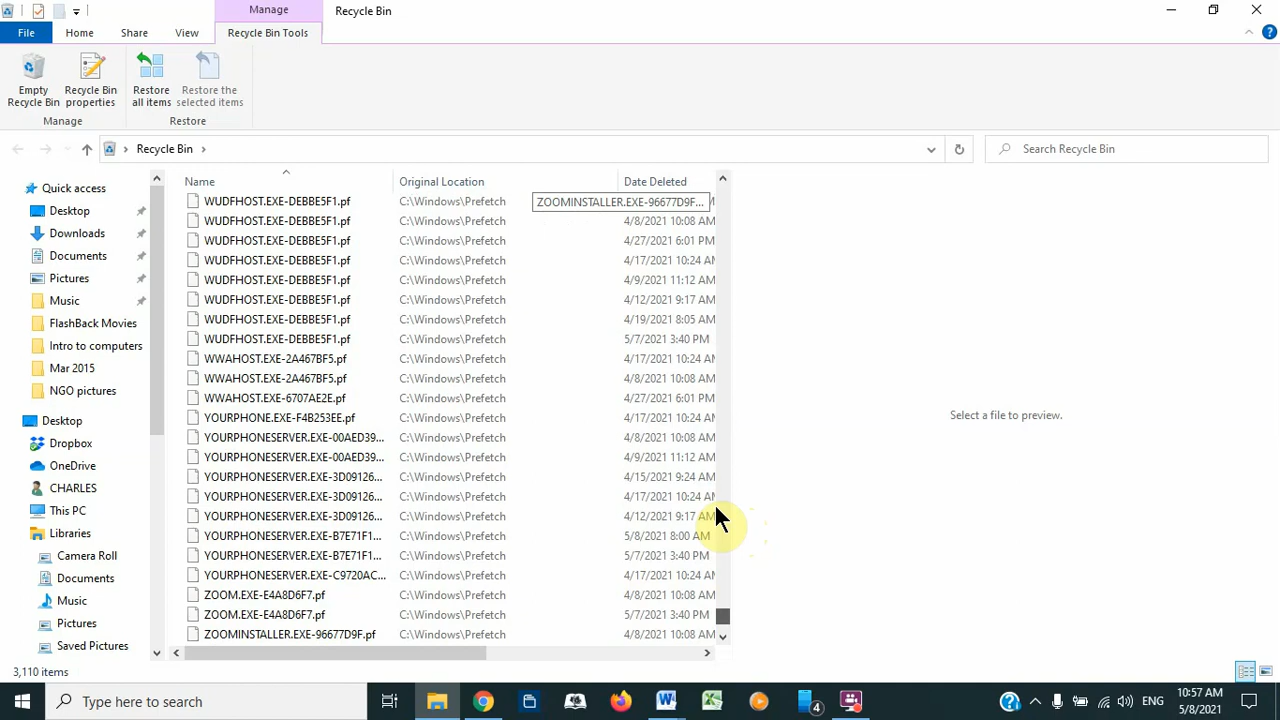 Manage
Recycle Bin
File
Home
Share
View
Recycle Bin Tools
Empty
Recycle Bin
Recycle Bin
properties
Restore
all items
Restore the
selected items
Manage
Restore
Recycle Bin
Search Recycle Bin
Name
Original Location
Date Deleted
ZOOMINSTALLER.EXE-96677D9F...
WUDFHOST.EXE-DEBBE5F1.pf C:\Windows\Prefetch
WUDFHOST.EXE-DEBBE5F1.pf C:\Windows\Prefetch 4/8/2021 10:08 AM
WUDFHOST.EXE-DEBBE5F1.pf C:\Windows\Prefetch 4/27/2021 6:01 PM
WUDFHOST.EXE-DEBBE5F1.pf C:\Windows\Prefetch 4/17/2021 10:24 AM
WUDFHOST.EXE-DEBBE5F1.pf C:\Windows\Prefetch 4/9/2021 11:12 AM
WUDFHOST.EXE-DEBBE5F1.pf C:\Windows\Prefetch 4/12/2021 9:17 AM
WUDFHOST.EXE-DEBBE5F1.pf C:\Windows\Prefetch 4/19/2021 8:05 AM
WUDFHOST.EXE-DEBBE5F1.pf C:\Windows\Prefetch 5/7/2021 3:40 PM
WWAHOST.EXE-2A467BF5.pf C:\Windows\Prefetch 4/17/2021 10:24 AM
WWAHOST.EXE-2A467BF5.pf C:\Windows\Prefetch 4/8/2021 10:08 AM
WWAHOST.EXE-6707AE2E.pf C:\Windows\Prefetch 4/27/2021 6:01 PM
YOURPHONE.EXE-F4B253EE.pf C:\Windows\Prefetch 4/17/2021 10:24 AM
YOURPHONESERVER.EXE-00AED39... C:\Windows\Prefetch 4/8/2021 10:08 AM
YOURPHONESERVER.EXE-00AED39... C:\Windows\Prefetch 4/9/2021 11:12 AM
YOURPHONESERVER.EXE-3D09126... C:\Windows\Prefetch 4/15/2021 9:24 AM
YOURPHONESERVER.EXE-3D09126... C:\Windows\Prefetch 4/17/2021 10:24 AM
YOURPHONESERVER.EXE-3D09126... C:\Windows\Prefetch 4/12/2021 9:17 AM
YOURPHONESERVER.EXE-B7E71F1... C:\Windows\Prefetch 5/8/2021 8:00 AM
YOURPHONESERVER.EXE-B7E71F1... C:\Windows\Prefetch 5/7/2021 3:40 PM
YOURPHONESERVER.EXE-C9720AC... C:\Windows\Prefetch 4/17/2021 10:24 AM
ZOOM.EXE-E4A8D6F7.pf C:\Windows\Prefetch 4/8/2021 10:08 AM
ZOOM.EXE-E4A8D6F7.pf C:\Windows\Prefetch 5/7/2021 3:40 PM
ZOOMINSTALLER.EXE-96677D9F.pf C:\Windows\Prefetch 4/8/2021 10:08 AM
Quick access
Desktop
Downloads
Documents
Pictures
Music
FlashBack Movies
Intro to computers
Mar 2015
NGO pictures
Desktop
Dropbox
OneDrive
CHARLES
This PC
Libraries
Camera Roll
Documents
Music
Pictures
Saved Pictures
Select a file to preview.
3,110 items
Type here to search
4
ENG
10:57 AM
5/8/2021